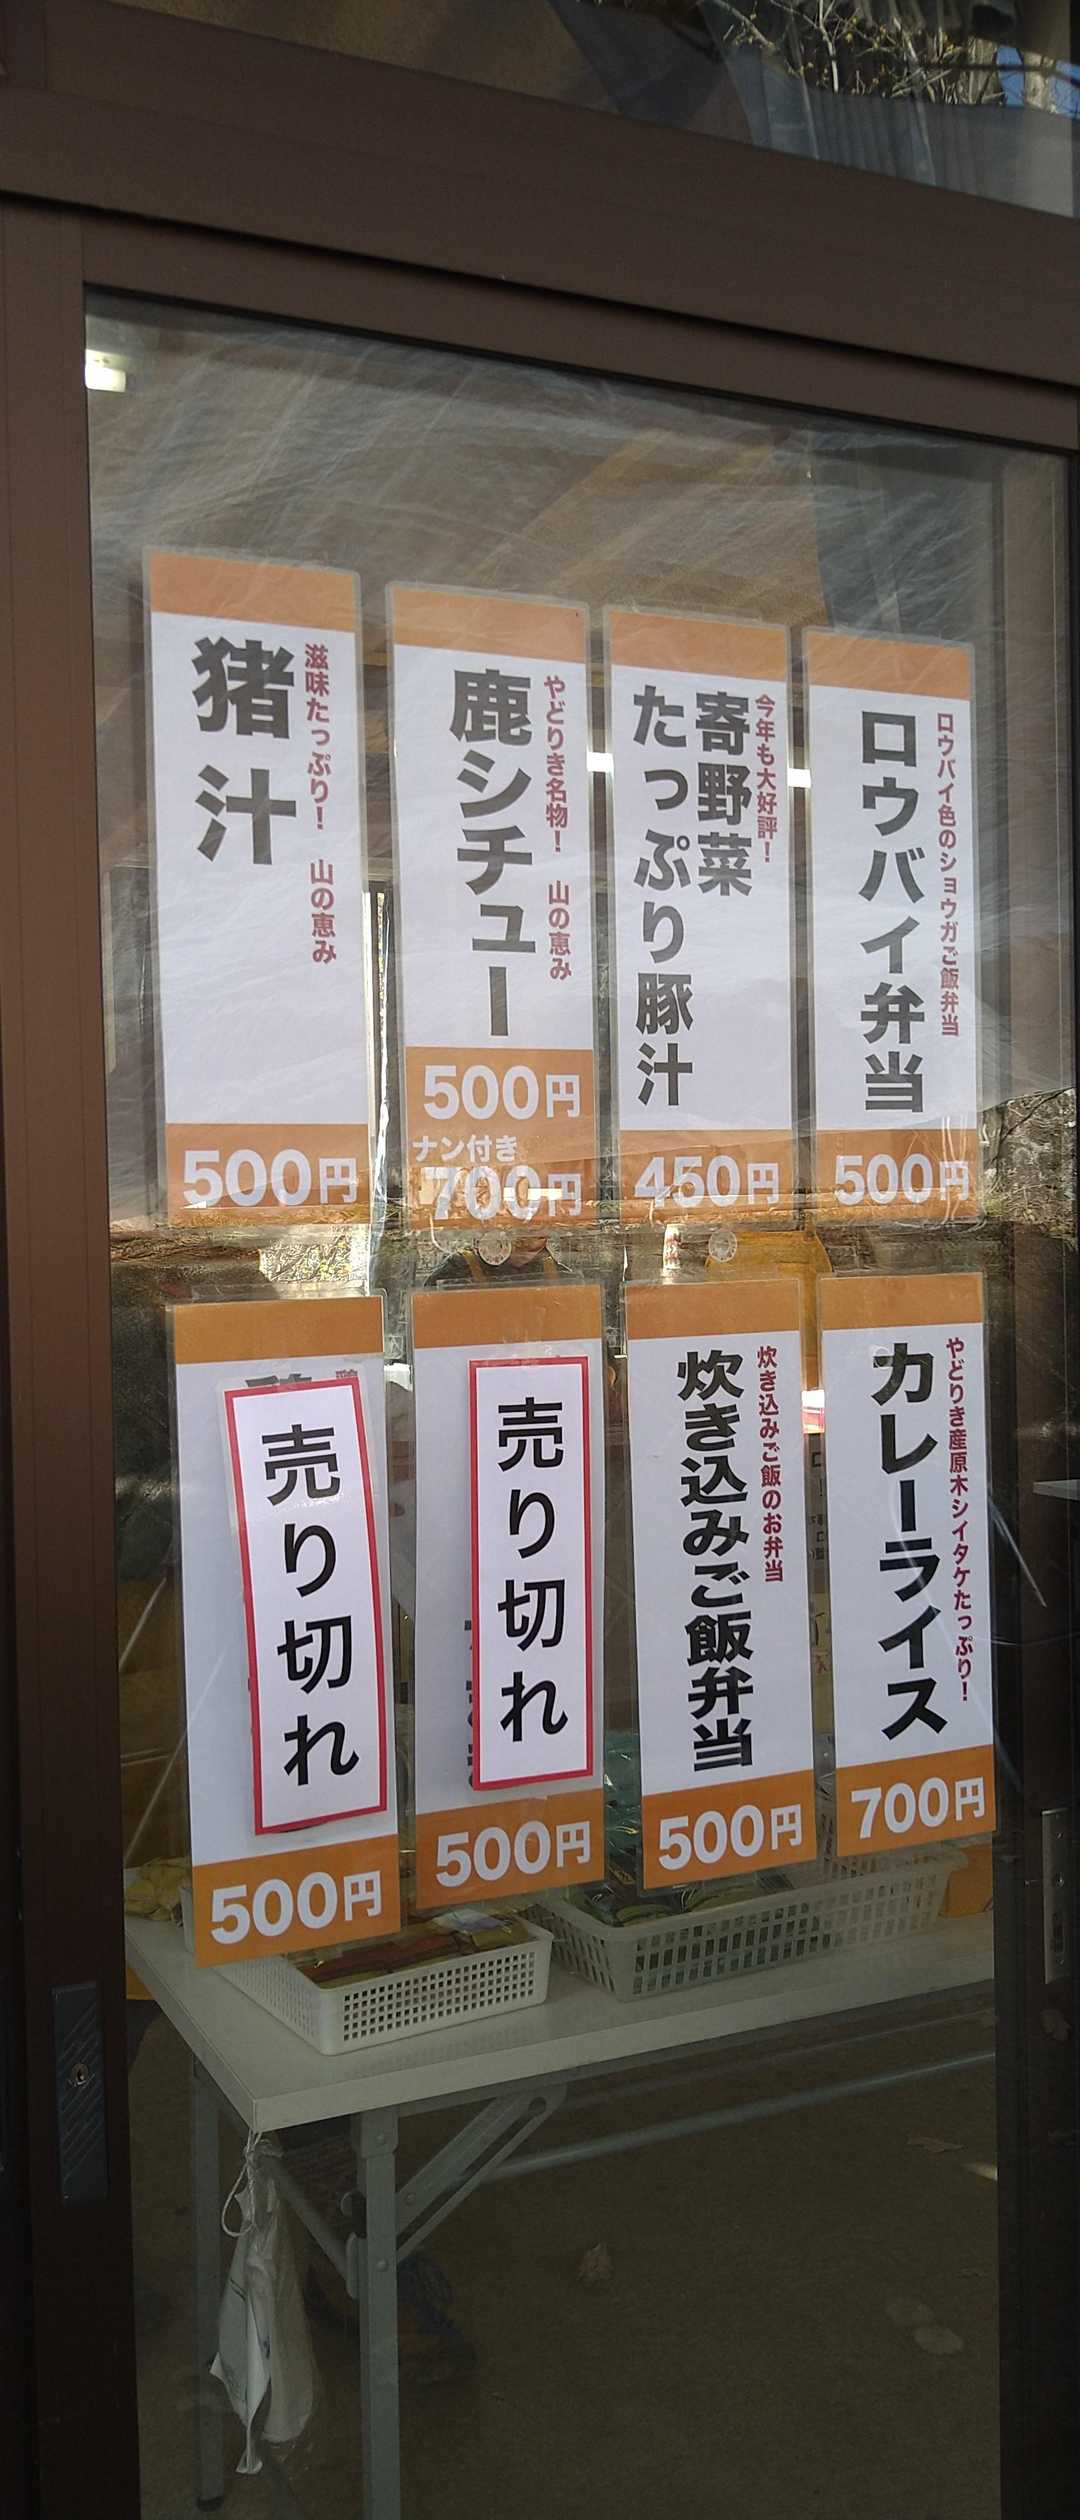 ロウバイ色のショウガご飯弁当
ロウバイ弁当
500円
今年も大好評!
寄野菜
たっぷり豚汁
450円
やどりき名物! 山の恵み
鹿シチュー
500円
ナン付き
700円
滋味たっぷり! 山の恵み
猪汁
500円
やどりき産原木シイタケたっぷり!
カレーライス
700円
炊き込みご飯のお弁当
炊き込みご飯弁当
500円
売り切れ
500円
売り切れ
500円